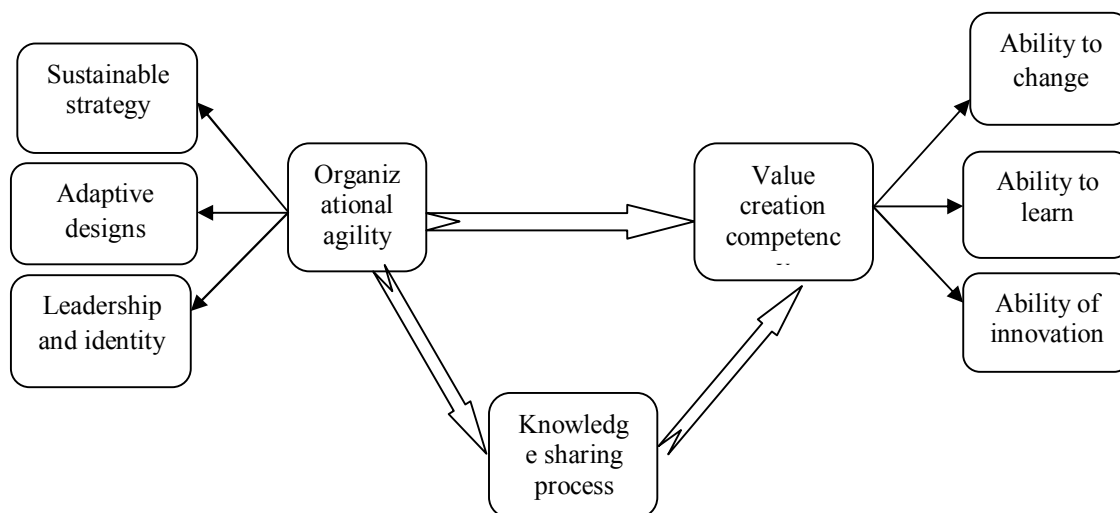 Sustainable
strategy
Adaptive
designs
Leadership
and identity
Organiz
ational
agility
Value
creation
competenc
Knowledg
e sharing
process
Ability to
change
Ability to
learn
Ability of
innovation